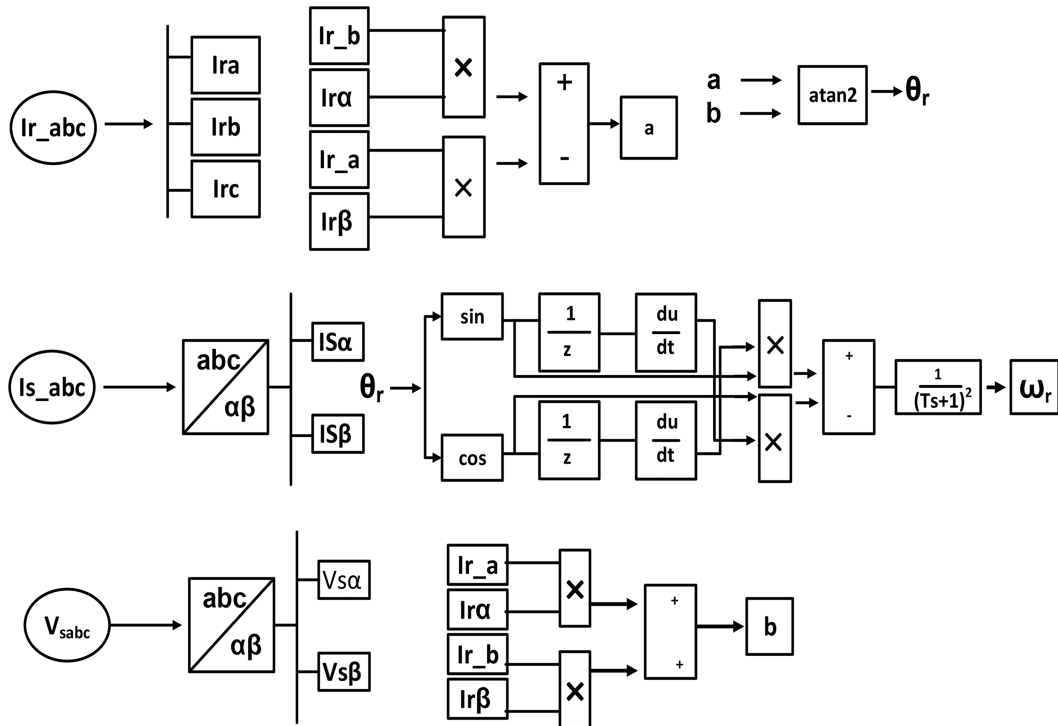 Ir_abc
Ira
Irb
Irc
Ir_b
Irα
Ir_a
Irβ
×
×
+
-
a
a
b
atan2
θr
Is_abc
abc
αβ
ISα
ISβ
θr
sin
cos
1
z
du
dt
1
z
du
dt
×
×
+
-
1
(Ts+1)²
ωr
Vsabc
abc
αβ
Vsα
Vsβ
Ir_a
Irα
Ir_b
Irβ
×
×
+
+
b